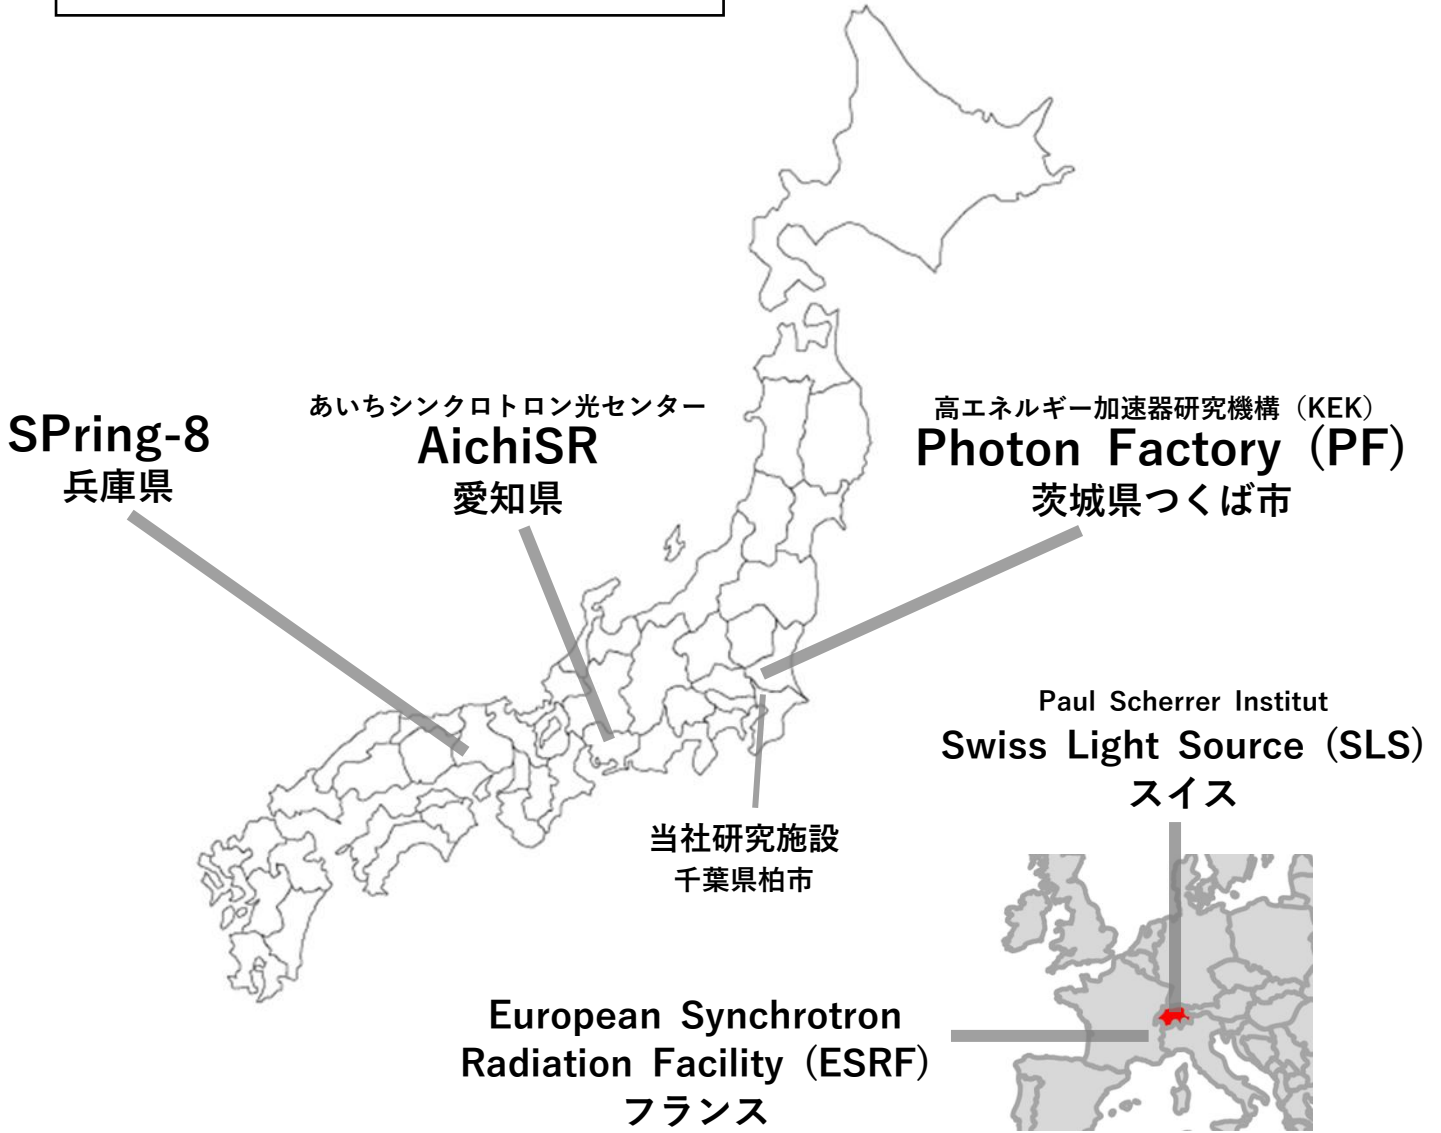 SPring-8
兵庫県
あいちシンクロトロン光センター
AichiSR
愛知県
高エネルギー加速器研究機構（KEK）
Photon Factory (PF)
茨城県つくば市
Paul Scherrer Institut
Swiss Light Source (SLS)
スイス
当社研究施設
千葉県柏市
European Synchrotron
Radiation Facility (ESRF)
フランス